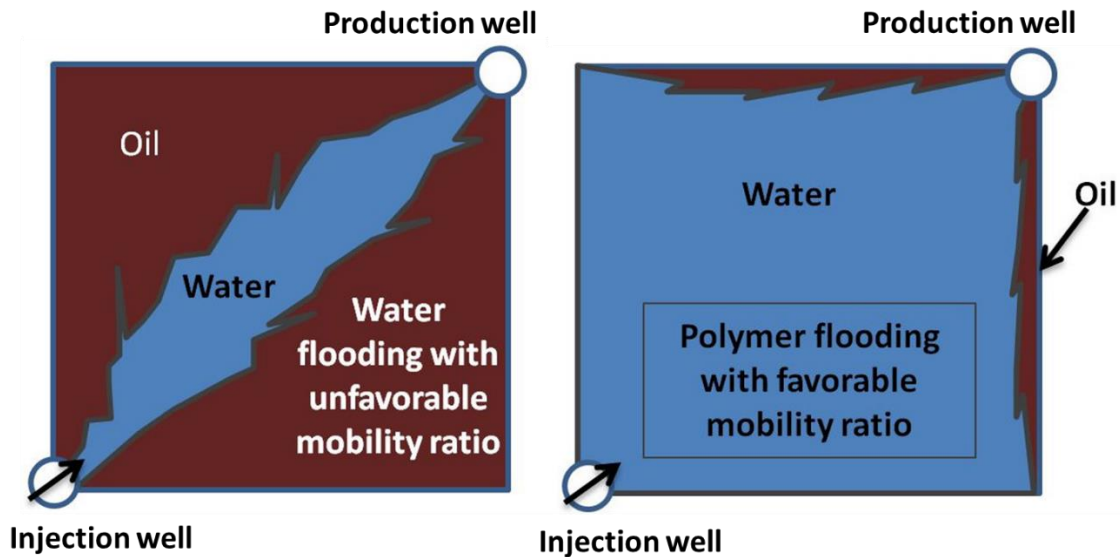 Production well
Oil
Water
Water
flooding with
unfavorable
mobility ratio
Injection well
Production well
Water
Oil
Polymer flooding
with favorable
mobility ratio
Injection well